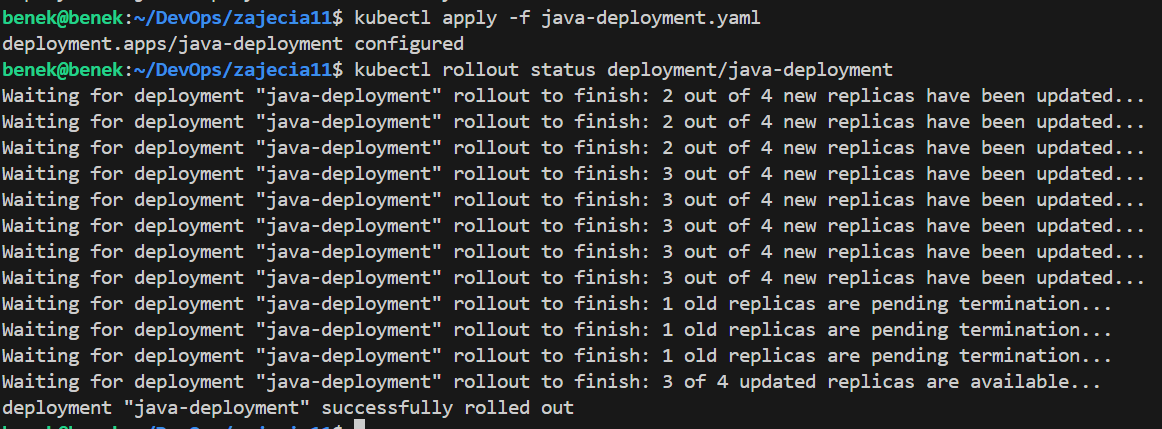 benek@benek:~/DevOps/zajecia11$ kubectl apply -f java-deployment.yaml
deployment.apps/java-deployment configured
benek@benek:~/DevOps/zajecia11$ kubectl rollout status deployment/java-deployment
Waiting for deployment "java-deployment" rollout to finish: 2 out of 4 new replicas have been updated...
Waiting for deployment "java-deployment" rollout to finish: 2 out of 4 new replicas have been updated...
Waiting for deployment "java-deployment" rollout to finish: 2 out of 4 new replicas have been updated...
Waiting for deployment "java-deployment" rollout to finish: 3 out of 4 new replicas have been updated...
Waiting for deployment "java-deployment" rollout to finish: 3 out of 4 new replicas have been updated...
Waiting for deployment "java-deployment" rollout to finish: 3 out of 4 new replicas have been updated...
Waiting for deployment "java-deployment" rollout to finish: 3 out of 4 new replicas have been updated...
Waiting for deployment "java-deployment" rollout to finish: 3 out of 4 new replicas have been updated...
Waiting for deployment "java-deployment" rollout to finish: 1 old replicas are pending termination...
Waiting for deployment "java-deployment" rollout to finish: 1 old replicas are pending termination...
Waiting for deployment "java-deployment" rollout to finish: 1 old replicas are pending termination...
Waiting for deployment "java-deployment" rollout to finish: 3 of 4 updated replicas are available...
deployment "java-deployment" successfully rolled out
benek@benek:~/DevOps/zajecia11$